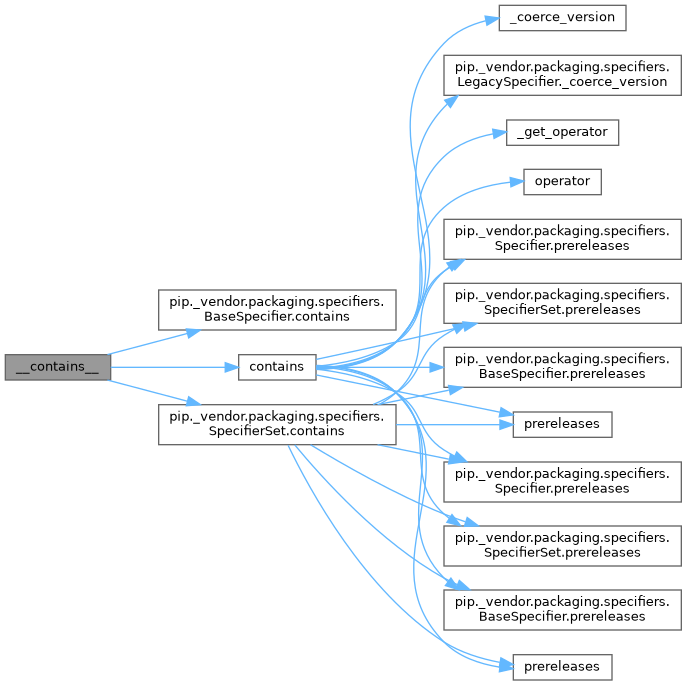 __contains__
pip._vendor.packaging.specifiers.
BaseSpecifier.contains
contains
pip._vendor.packaging.specifiers.
SpecifierSet.contains
_coerce_version
pip._vendor.packaging.specifiers.
LegacySpecifier._coerce_version
_get_operator
operator
pip._vendor.packaging.specifiers.
Specifier.prereleases
pip._vendor.packaging.specifiers.
SpecifierSet.prereleases
pip._vendor.packaging.specifiers.
BaseSpecifier.prereleases
prereleases
pip._vendor.packaging.specifiers.
Specifier.prereleases
pip._vendor.packaging.specifiers.
SpecifierSet.prereleases
pip._vendor.packaging.specifiers.
BaseSpecifier.prereleases
prereleases